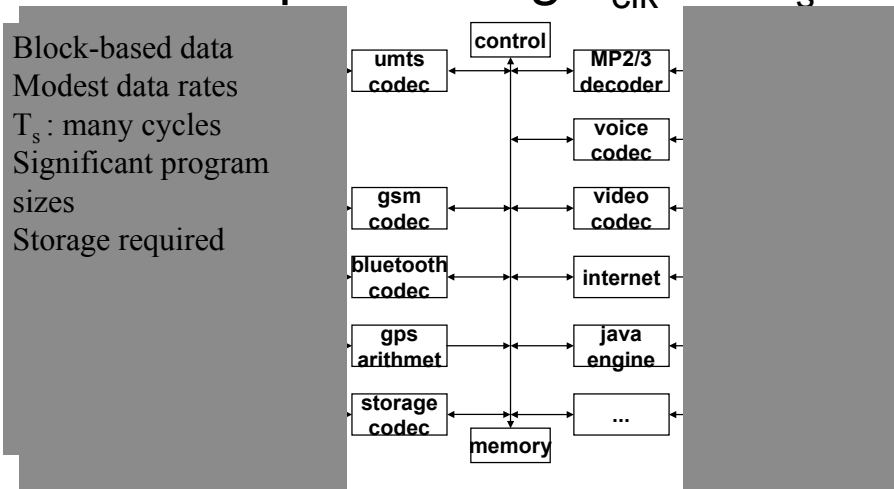 Block-based data
Modest data rates
Ts : many cycles
Significant program
sizes
Storage required
control
umts
codec
MP2/3
decoder
voice
codec
gsm
codec
video
codec
bluetooth
codec
internet
gps
arithmet
java
engine
storage
codec
...
memory